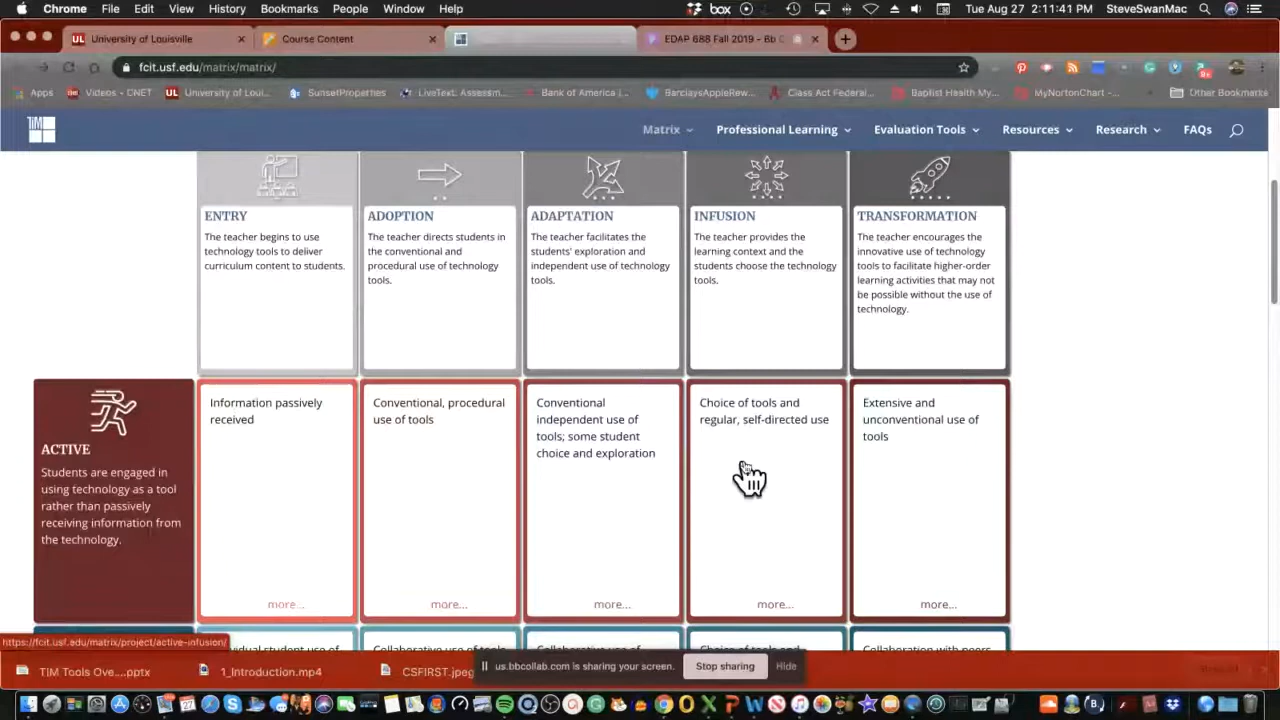 Chrome File Edit View History Bookmarks People Window Help box Tue Aug 27 2:11:41 PM SteveSwanMac
UL University of Louisville × Course Content × EDAP 688 Fall 2019 - Bb C ×
fcit.usf.edu/matrix/matrix/
Apps Videos - CNET UL University of Loui... SunsetProperties LiveText: Assessm... Bank of America |... BarclaysAppleRew... Class Act Federal... Baptist Health My... MyNortonChart -... Other Bookmarks
TIM Matrix Professional Learning Evaluation Tools Resources Research FAQs
ENTRY
The teacher begins to use
technology tools to deliver
curriculum content to students.
ADOPTION
The teacher directs students in
the conventional and
procedural use of technology
tools.
ADAPTATION
The teacher facilitates the
students' exploration and
independent use of technology
tools.
INFUSION
The teacher provides the
learning context and the
students choose the technology
tools.
TRANSFORMATION
The teacher encourages the
innovative use of technology
tools to facilitate higher-order
learning activities that may not
be possible without the use of
technology.
ACTIVE
Students are engaged in
using technology as a tool
rather than passively
receiving information from
the technology.
Information passively
received
more...
Conventional, procedural
use of tools
more...
Conventional
independent use of
tools; some student
choice and exploration
more...
Choice of tools and
regular, self-directed use
more...
Extensive and
unconventional use of
tools
more...
https://fcit.usf.edu/matrix/project/active-infusion/
Collaboration with peers
TIM Tools Ove....pptx 1_Introduction.mp4 CSFIRST.jpeg
us.bbcollab.com is sharing your screen. Stop sharing Hide